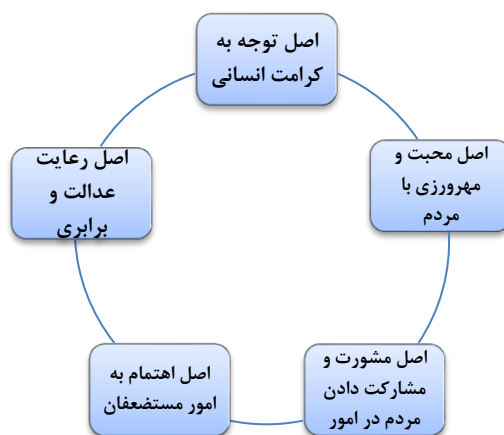 اصل توجه به
کرامت انسانی
اصل محبت و
مهرورزی با
مردم
اصل مشورت و
مشارکت دادن
مردم در امور
اصل اهتمام به
امور مستضعفان
اصل رعایت
عدالت و
برابری